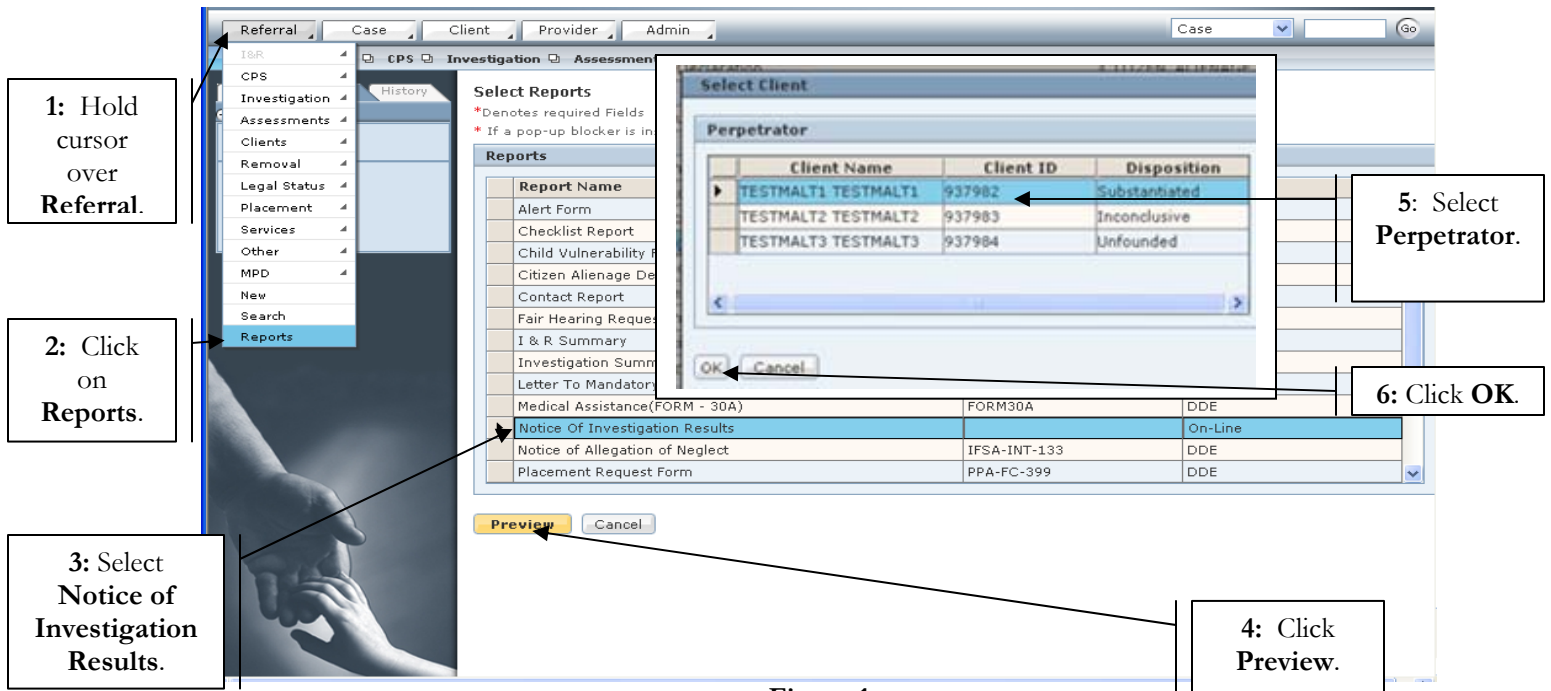 Referral Case Client Provider Admin Case Go
I&R
CPS Investigation Assessment
CPS
Investigation
Assessments
Clients
Removal
Legal Status
Placement
Services
Other
MPD
New
Search
Reports
History
1: Hold
cursor
over
Referral.
2: Click
on
Reports.
3: Select
Notice of
Investigation
Results.
Select Reports
*Denotes required Fields
* If a pop-up blocker is in
Reports
Report Name
Alert Form
Checklist Report
Child Vulnerability
Citizen Alienage De
Contact Report
Fair Hearing Reques
I & R Summary
Investigation Summ
Letter To Mandatory
Medical Assistance(FORM - 30A) FORM30A DDE
Notice Of Investigation Results On-Line
Notice of Allegation of Neglect IFSA-INT-133 DDE
Placement Request Form PPA-FC-399 DDE
Preview Cancel
Select Client
Perpetrator
Client Name Client ID Disposition
TESTMALT1 TESTMALT1 937982 Substantiated
TESTMALT2 TESTMALT2 937983 Inconclusive
TESTMALT3 TESTMALT3 937984 Unfounded
OK Cancel
5: Select
Perpetrator.
6: Click OK.
4: Click
Preview.